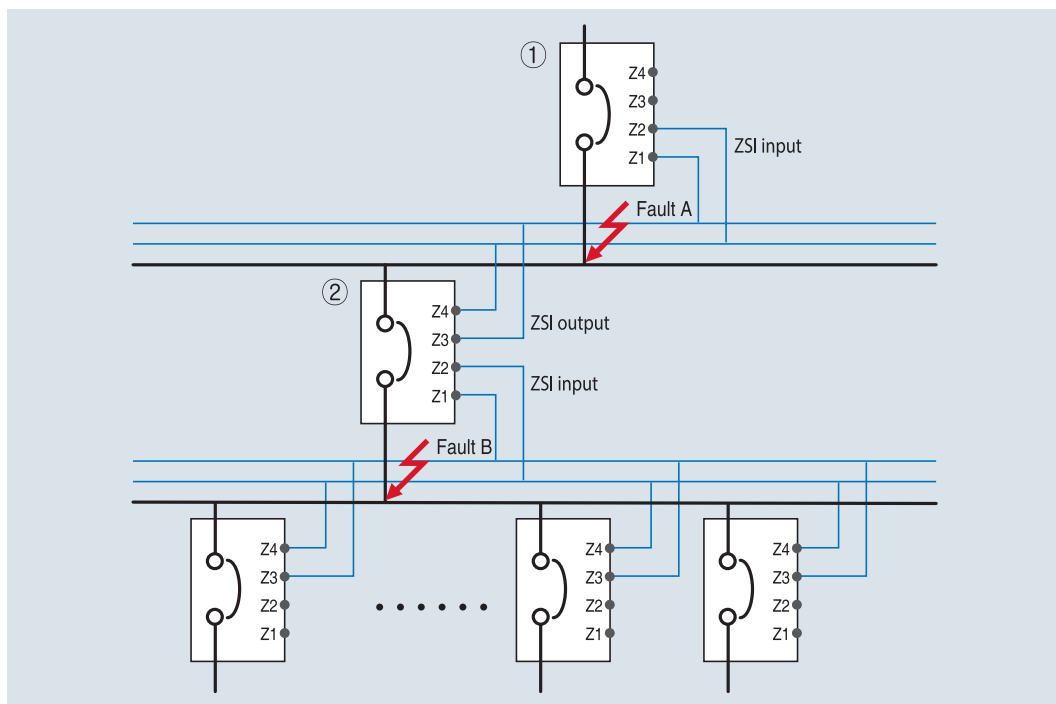 ①
Z4
Z3
Z2
Z1
ZSI input
Fault A
②
Z4
Z3
Z2
Z1
ZSI output
ZSI input
Fault B
Z4
Z3
Z2
Z1
Z4
Z3
Z2
Z1
Z4
Z3
Z2
Z1